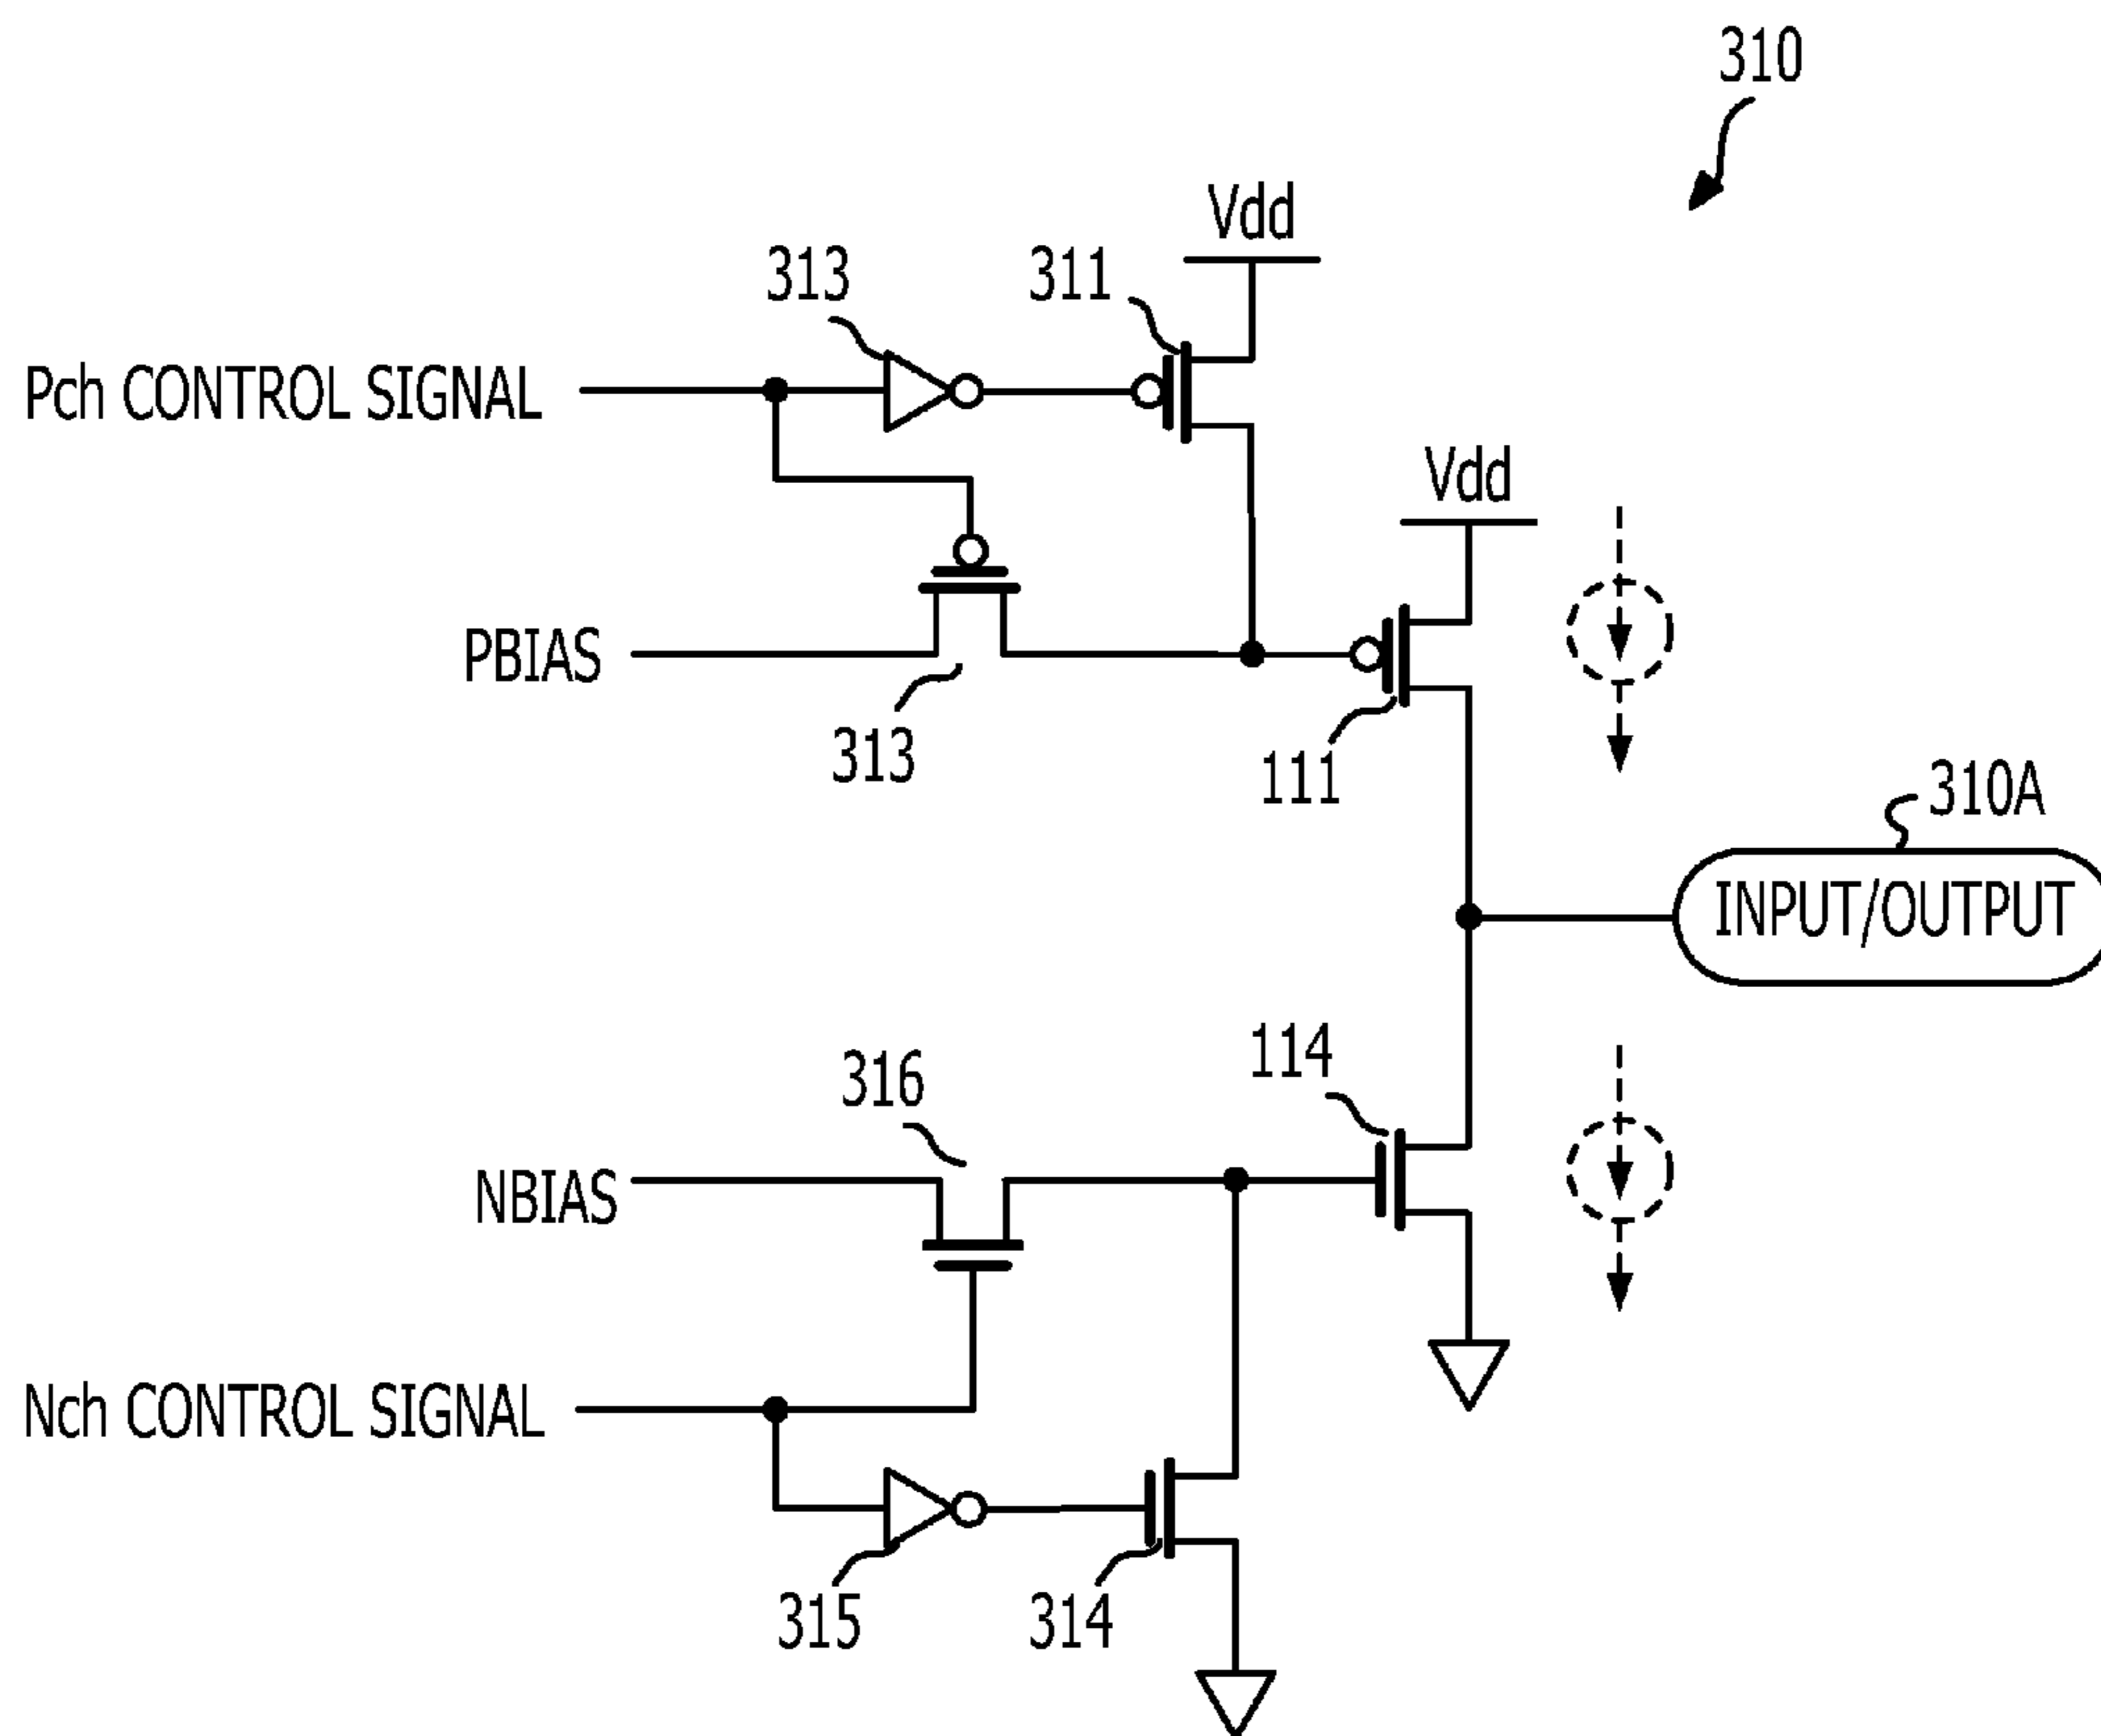 310
Vdd
313
311
Pch CONTROL SIGNAL
Vdd
PBIAS
313
111
310A
INPUT/OUTPUT
114
316
NBIAS
Nch CONTROL SIGNAL
315
314